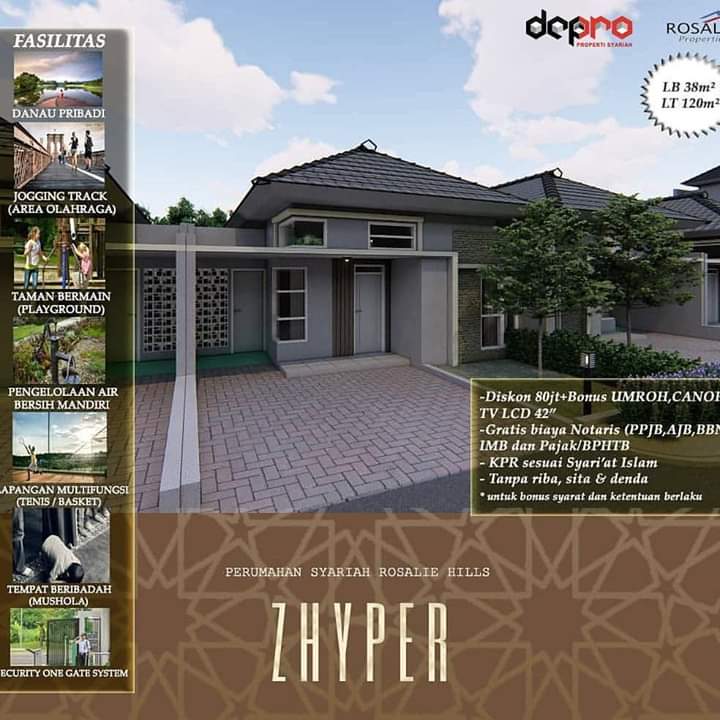 FASILITAS
DANAU PRIBADI
JOGGING TRACK
(AREA OLAHRAGA)
TAMAN BERMAIN
(PLAYGROUND)
PENGELOLAAN AIR
BERSIH MANDIRI
LAPANGAN MULTIFUNGSI
(TENIS / BASKET)
TEMPAT BERIBADAH
(MUSHOLA)
SECURITY ONE GATE SYSTEM
depro
PROPERTI SYARIAH
ROSALIE
Propertie
LB 38m²
LT 120m²
-Diskon 80jt+Bonus UMROH,CANOP
TV LCD 42"
-Gratis biaya Notaris (PPJB,AJB,BBN
IMB dan Pajak/BPHTB
- KPR sesuai Syari'at Islam
- Tanpa riba, sita & denda
* untuk bonus syarat dan ketentuan berlaku
PERUMAHAN SYARIAH ROSALIE HILLS
ZHYPER